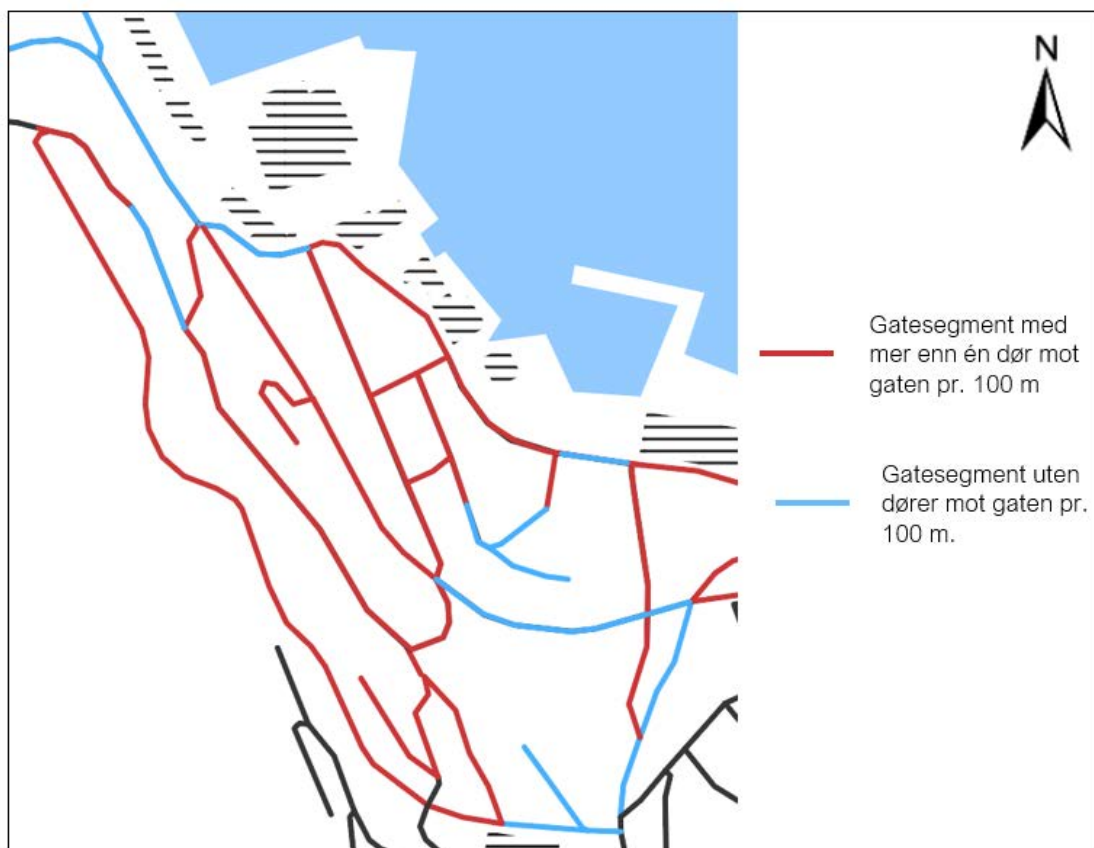 N
Gatesegment med
mer enn én dør mot
gaten pr. 100 m
Gatesegment uten
dører mot gaten pr.
100 m.